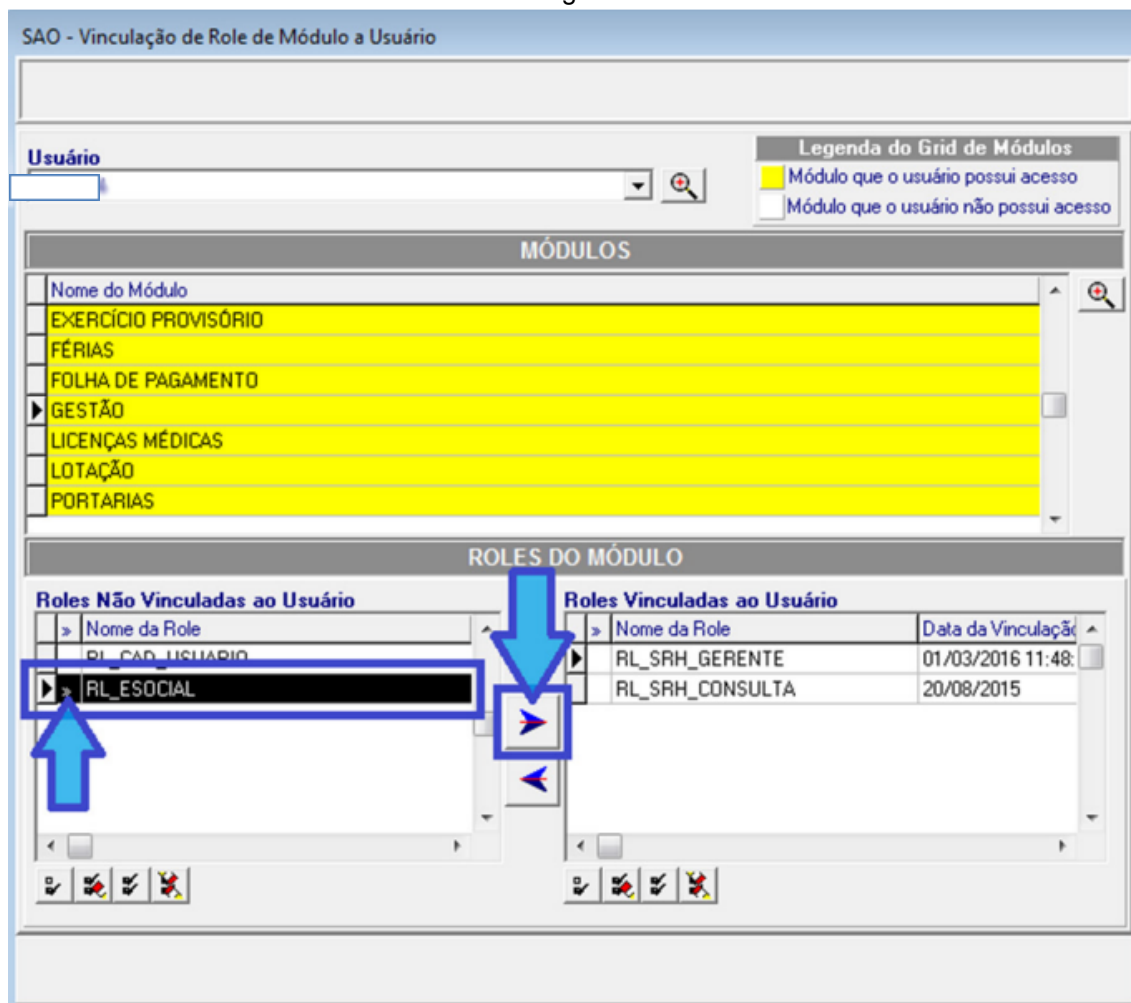 SAO - Vinculação de Role de Módulo a Usuário
Usuário
Legenda do Grid de Módulos
Módulo que o usuário possui acesso
Módulo que o usuário não possui acesso
MÓDULOS
Nome do Módulo
EXERCÍCIO PROVISÓRIO
FÉRIAS
FOLHA DE PAGAMENTO
GESTÃO
LICENÇAS MÉDICAS
LOTAÇÃO
PORTARIAS
ROLES DO MÓDULO
Roles Não Vinculadas ao Usuário
» Nome da Role
RL_CAD_USUARIO
» RL_ESOCIAL
Roles Vinculadas ao Usuário
» Nome da Role Data da Vinculaçã
RL_SRH_GERENTE 01/03/2016 11:48:
RL_SRH_CONSULTA 20/08/2015